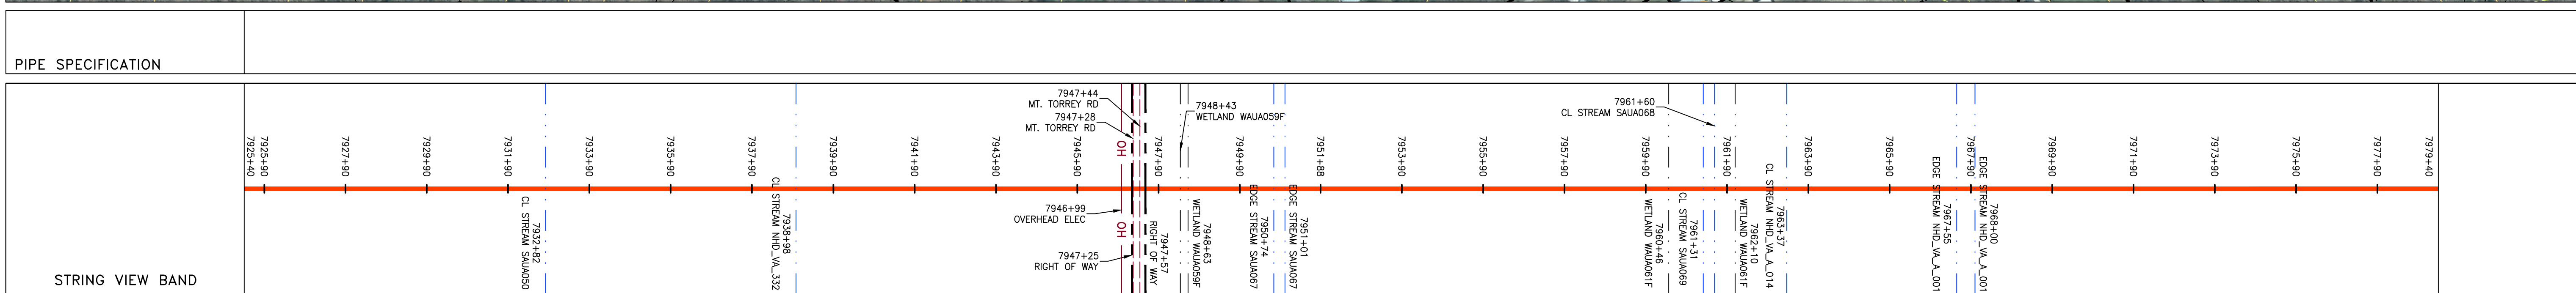 PIPE SPECIFICATION
STRING VIEW BAND
7925+40
7925+90
7927+90
7929+90
7931+90
7932+82
CL STREAM SAUA050
7933+90
7935+90
7937+90
7938+98
CL STREAM NHD_VA_332
7939+90
7941+90
7943+90
7945+90
7946+99
OVERHEAD ELEC
OH
OH
7947+44
MT. TORREY RD
7947+28
MT. TORREY RD
7947+25
RIGHT OF WAY
7947+57
RIGHT OF WAY
7947+90
7948+43
WETLAND WAUA059F
7948+63
WETLAND WAUA059F
7949+90
7950+74
EDGE STREAM SAUA067
7951+01
EDGE STREAM SAUA067
7951+88
7953+90
7955+90
7957+90
7959+90
7960+46
WETLAND WAUA061F
7961+31
CL STREAM SAUA069
7961+60
CL STREAM SAUA068
7961+90
7962+10
WETLAND WAUA061F
7963+37
CL STREAM NHD_VA_A_014
7963+90
7965+90
7967+55
EDGE STREAM NHD_VA_A_001
7967+90
7968+00
EDGE STREAM NHD_VA_A_001
7969+90
7971+90
7973+90
7975+90
7977+90
7979+40